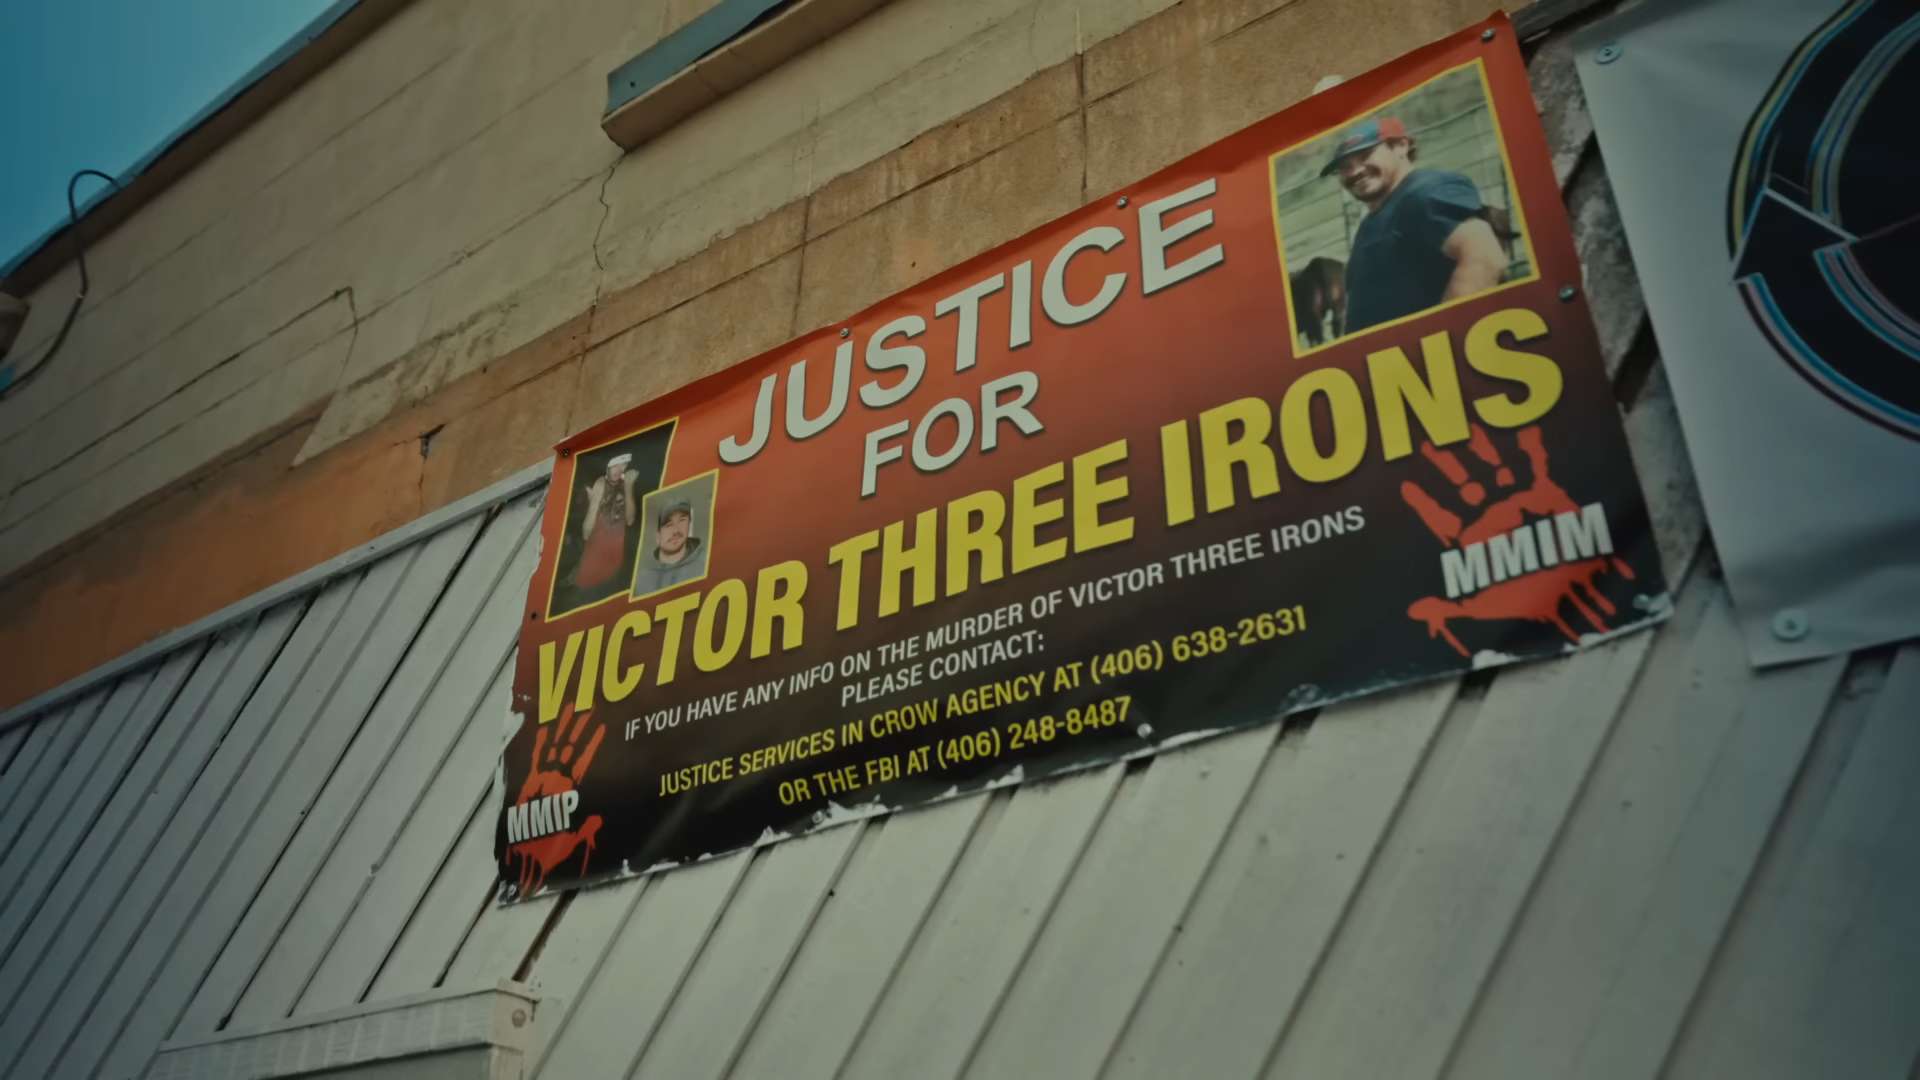 JUSTICE
FOR
VICTOR THREE IRONS
IF YOU HAVE ANY INFO ON THE MURDER OF VICTOR THREE IRONS
PLEASE CONTACT:
JUSTICE SERVICES IN CROW AGENCY AT (406) 638-2631
OR THE FBI AT (406) 248-8487
MMIP
MMIM